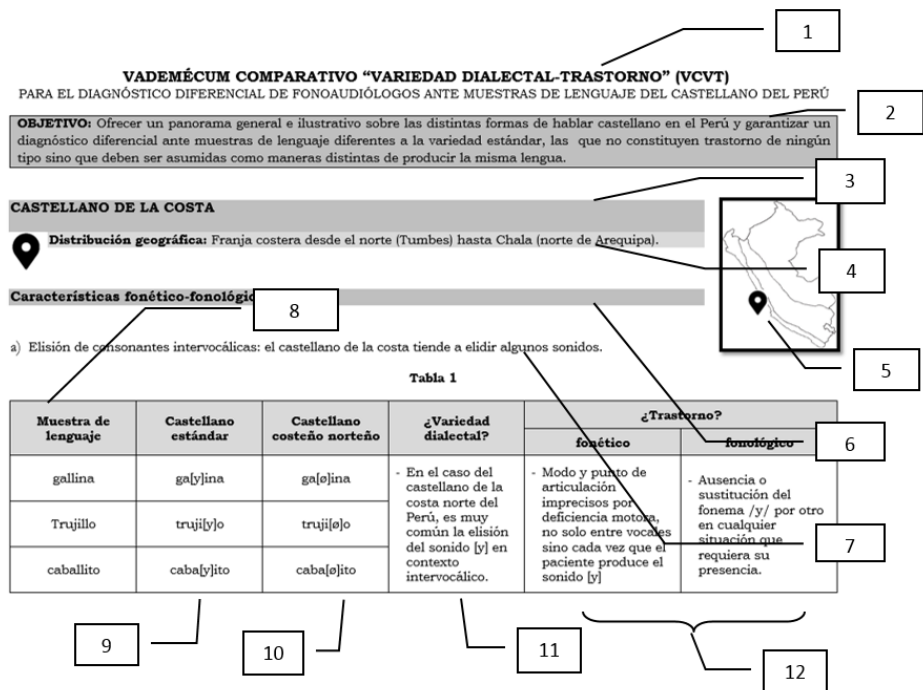 1
VADEMÉCUM COMPARATIVO “VARIEDAD DIALECTAL-TRASTORNO” (VCVT)
PARA EL DIAGNÓSTICO DIFERENCIAL DE FONOAUDIÓLOGOS ANTE MUESTRAS DE LENGUAJE DEL CASTELLANO DEL PERÚ
2
OBJETIVO: Ofrecer un panorama general e ilustrativo sobre las distintas formas de hablar castellano en el Perú y garantizar un
diagnóstico diferencial ante muestras de lenguaje diferentes a la variedad estándar, las que no constituyen trastorno de ningún
tipo sino que deben ser asumidas como maneras distintas de producir la misma lengua.
3
CASTELLANO DE LA COSTA
Distribución geográfica: Franja costera desde el norte (Tumbes) hasta Chala (norte de Arequipa).
4
Características fonético-fonológic
8
5
a) Elisión de consonantes intervocálicas: el castellano de la costa tiende a elidir algunos sonidos.
Tabla 1
Muestra de
lenguaje
Castellano
estándar
Castellano
costeño norteño
¿Variedad
dialectal?
¿Trastorno?
fonético
fonológico
6
gallina
ga[y]ina
ga[ø]ina
Trujillo
truji[y]o
truji[ø]o
caballito
caba[y]ito
caba[ø]ito
- En el caso del
castellano de la
costa norte del
Perú, es muy
común la elisión
del sonido [y] en
contexto
intervocálico.
- Modo y punto de
articulación
imprecisos por
deficiencia motora,
no solo entre vocales
sino cada vez que el
paciente produce el
sonido [y]
- Ausencia o
sustitución del
fonema /y/ por otro
en cualquier
situación que
requiera su
presencia.
7
9
10
11
12